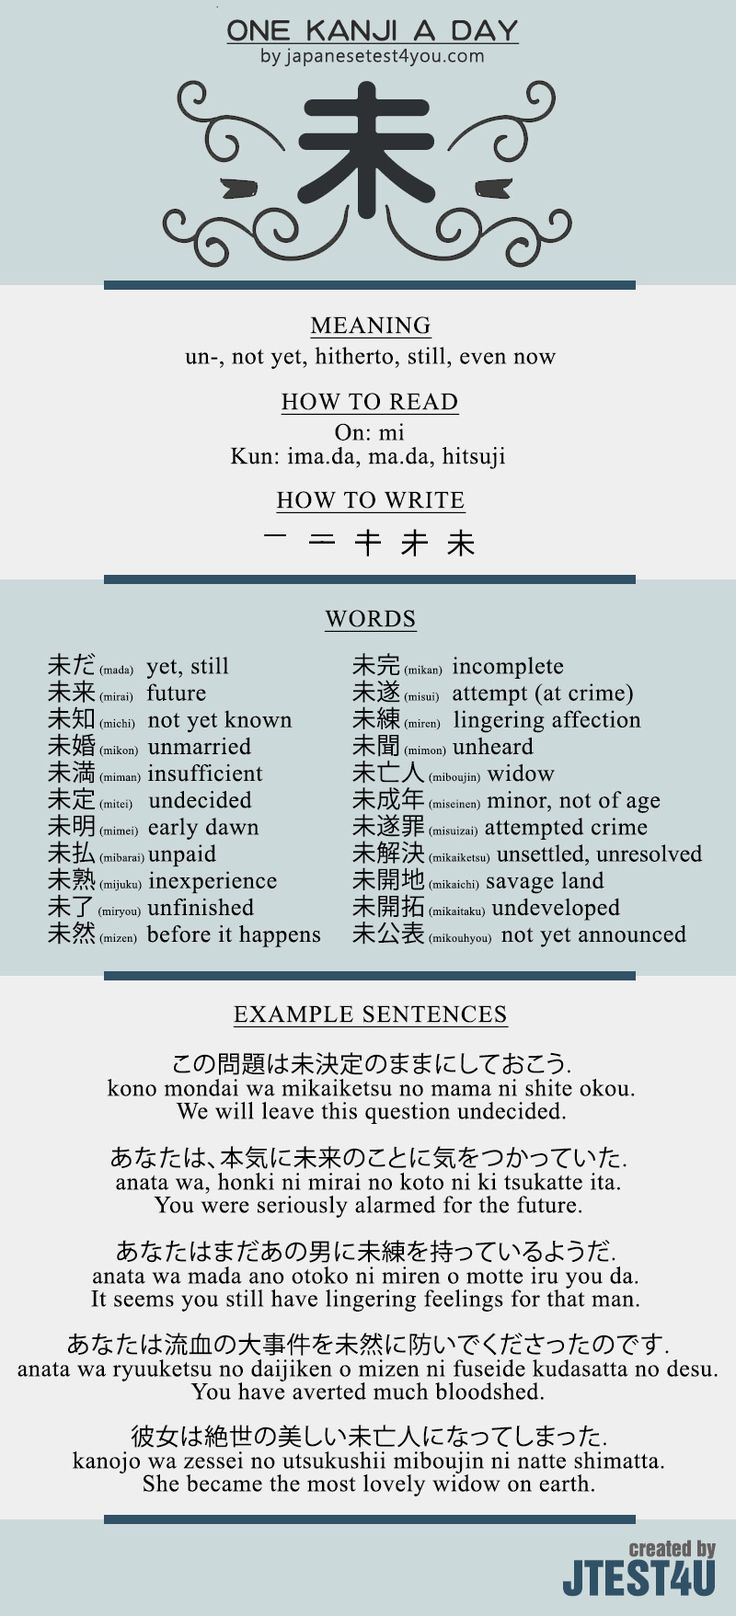 ONE KANJI A DAY
by japanesetest4you.com
未
MEANING
un-, not yet, hitherto, still, even now
HOW TO READ
On: mi
Kun: ima.da, ma.da, hitsuji
HOW TO WRITE
一 二 キ 才 未
WORDS
未だ (mada) yet, still
未来 (mirai) future
未知 (michi) not yet known
未婚 (mikon) unmarried
未満 (miman) insufficient
未定 (mitei) undecided
未明 (mimei) early dawn
未払 (mibarai) unpaid
未熟 (mijuku) inexperience
未了 (miryou) unfinished
未然 (mizen) before it happens
未完 (mikan) incomplete
未遂 (misui) attempt (at crime)
未練 (miren) lingering affection
未聞 (mimon) unheard
未亡人 (miboujin) widow
未成年 (miseinen) minor, not of age
未遂罪 (misuizai) attempted crime
未解決 (mikaiketsu) unsettled, unresolved
未開地 (mikaichi) savage land
未開拓 (mikaitaku) undeveloped
未公表 (mikouhyou) not yet announced
EXAMPLE SENTENCES
この問題は未決定のままにしておこう.
kono mondai wa mikaiketsu no mama ni shite okou.
We will leave this question undecided.
あなたは、本気に未来のことに気をつかっていた.
anata wa, honki ni mirai no koto ni ki tsukatte ita.
You were seriously alarmed for the future.
あなたはまだあの男に未練を持っているようだ.
anata wa mada ano otoko ni miren o motte iru you da.
It seems you still have lingering feelings for that man.
あなたは流血の大事件を未然に防いでくださったのです.
anata wa ryuuketsu no daijiken o mizen ni fuseide kudasatta no desu.
You have averted much bloodshed.
彼女は絶世の美しい未亡人になってしまった.
kanojo wa zessei no utsukushii miboujin ni natte shimatta.
She became the most lovely widow on earth.
created by
JTEST4U